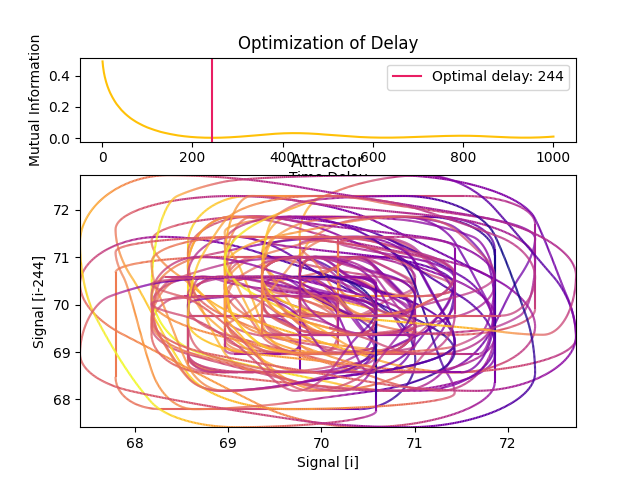 Optimization of Delay
Mutual Information
0.4
0.2
0.0
Optimal delay: 244
0 200 400 600 800 1000
Time Delay
Attractor
Signal [i-244]
72
71
70
69
68
68 69 70 71 72
Signal [i]